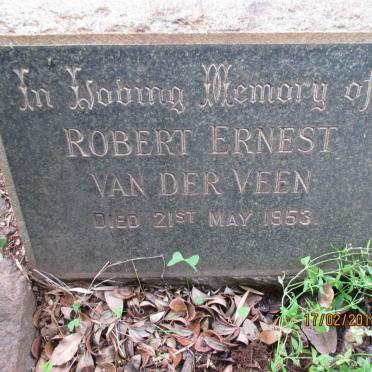 In Loving Memory of
ROBERT ERNEST
VAN DER VEEN
DIED 21ST MAY 1953.
17/02/201